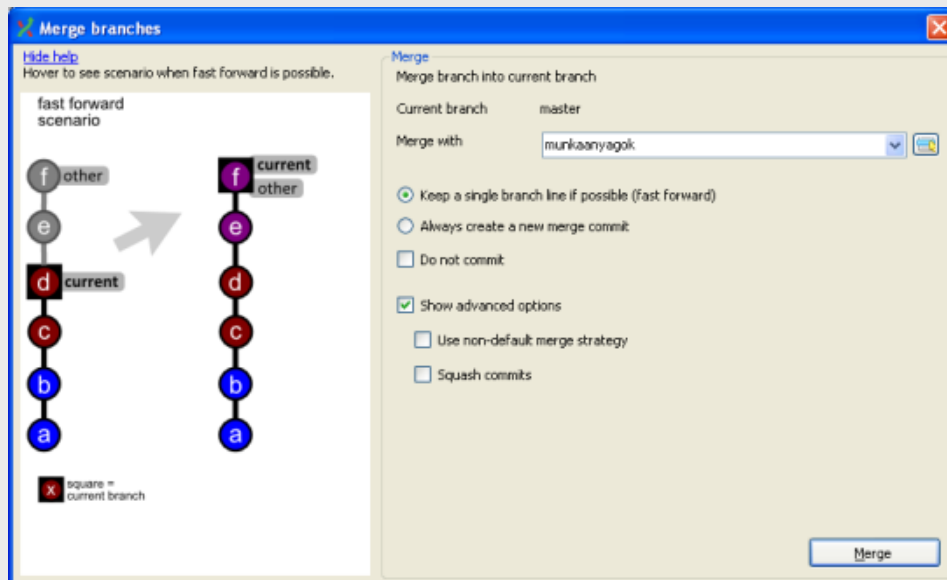 Merge branches
Hide help
Hover to see scenario when fast forward is possible.
fast forward
scenario
f other
e
d current
c
b
a
f current
other
e
d
c
b
a
x square =
current branch
Merge
Merge branch into current branch
Current branch master
Merge with munkaanyagok
Keep a single branch line if possible (fast forward)
Always create a new merge commit
Do not commit
Show advanced options
Use non-default merge strategy
Squash commits
Merge